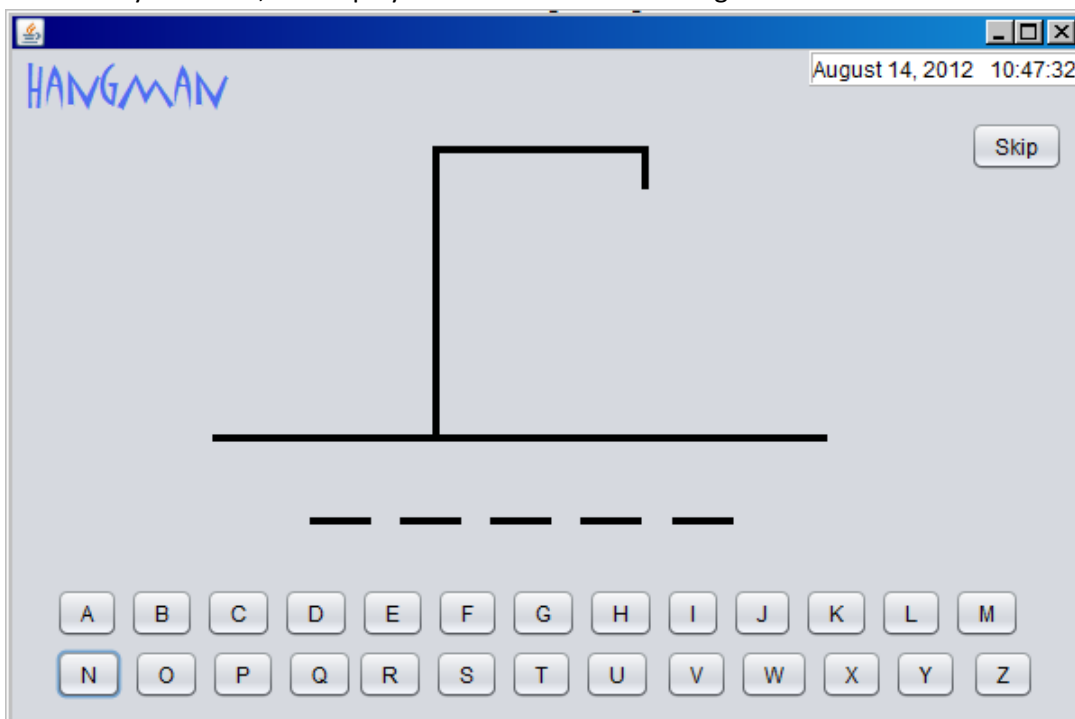 HANGMAN
August 14, 2012 10:47:32
Skip
A B C D E F G H I J K L M
N O P Q R S T U V W X Y Z